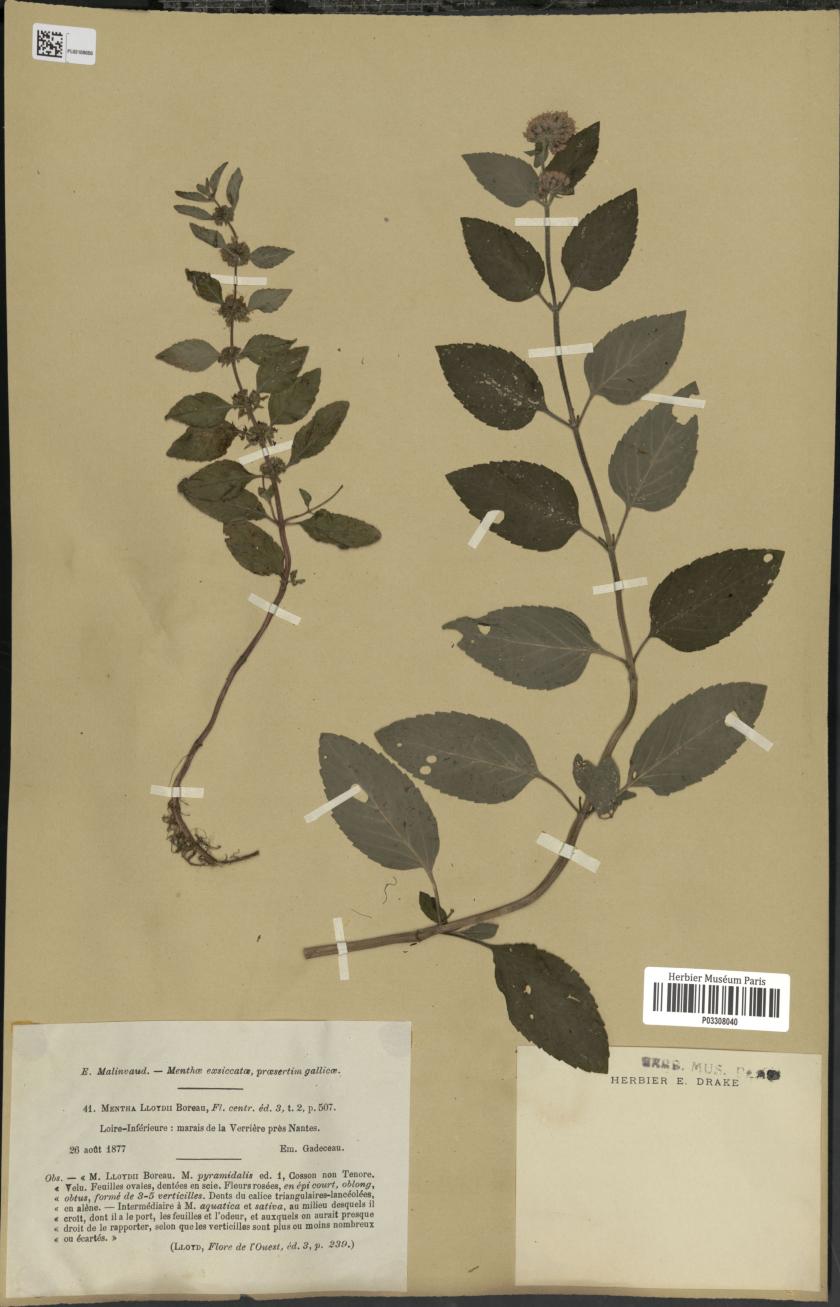 Herbier Muséum Paris
P03308040
HERB. MUS. PARIS
HERBIER E. DRAKE
E. Malinvaud. — Menthæ exsiccatæ, præsertim gallicæ.
41. MENTHA LLOYDII Boreau, Fl. centr. éd. 3, t. 2, p. 507.
Loire-Inférieure : marais de la Verrière près Nantes.
26 août 1877 Em. Gadeceau.
Obs. — « M. LLOYDII Boreau. M. pyramidalis ed. 1, Cosson non Tenore.
« Velu. Feuilles ovales, dentées en scie. Fleurs rosées, en épi court, oblong,
« obtus, formé de 3-5 verticilles. Dents du calice triangulaires-lancéolées,
« en alène. — Intermédiaire à M. aquatica et sativa, au milieu desquels il
« croît, dont il a le port, les feuilles et l'odeur, et auxquels on aurait presque
« droit de le rapporter, selon que les verticilles sont plus ou moins nombreux
« ou écartés. »
(LLOYD, Flore de l'Ouest, éd. 3, p. 239.)